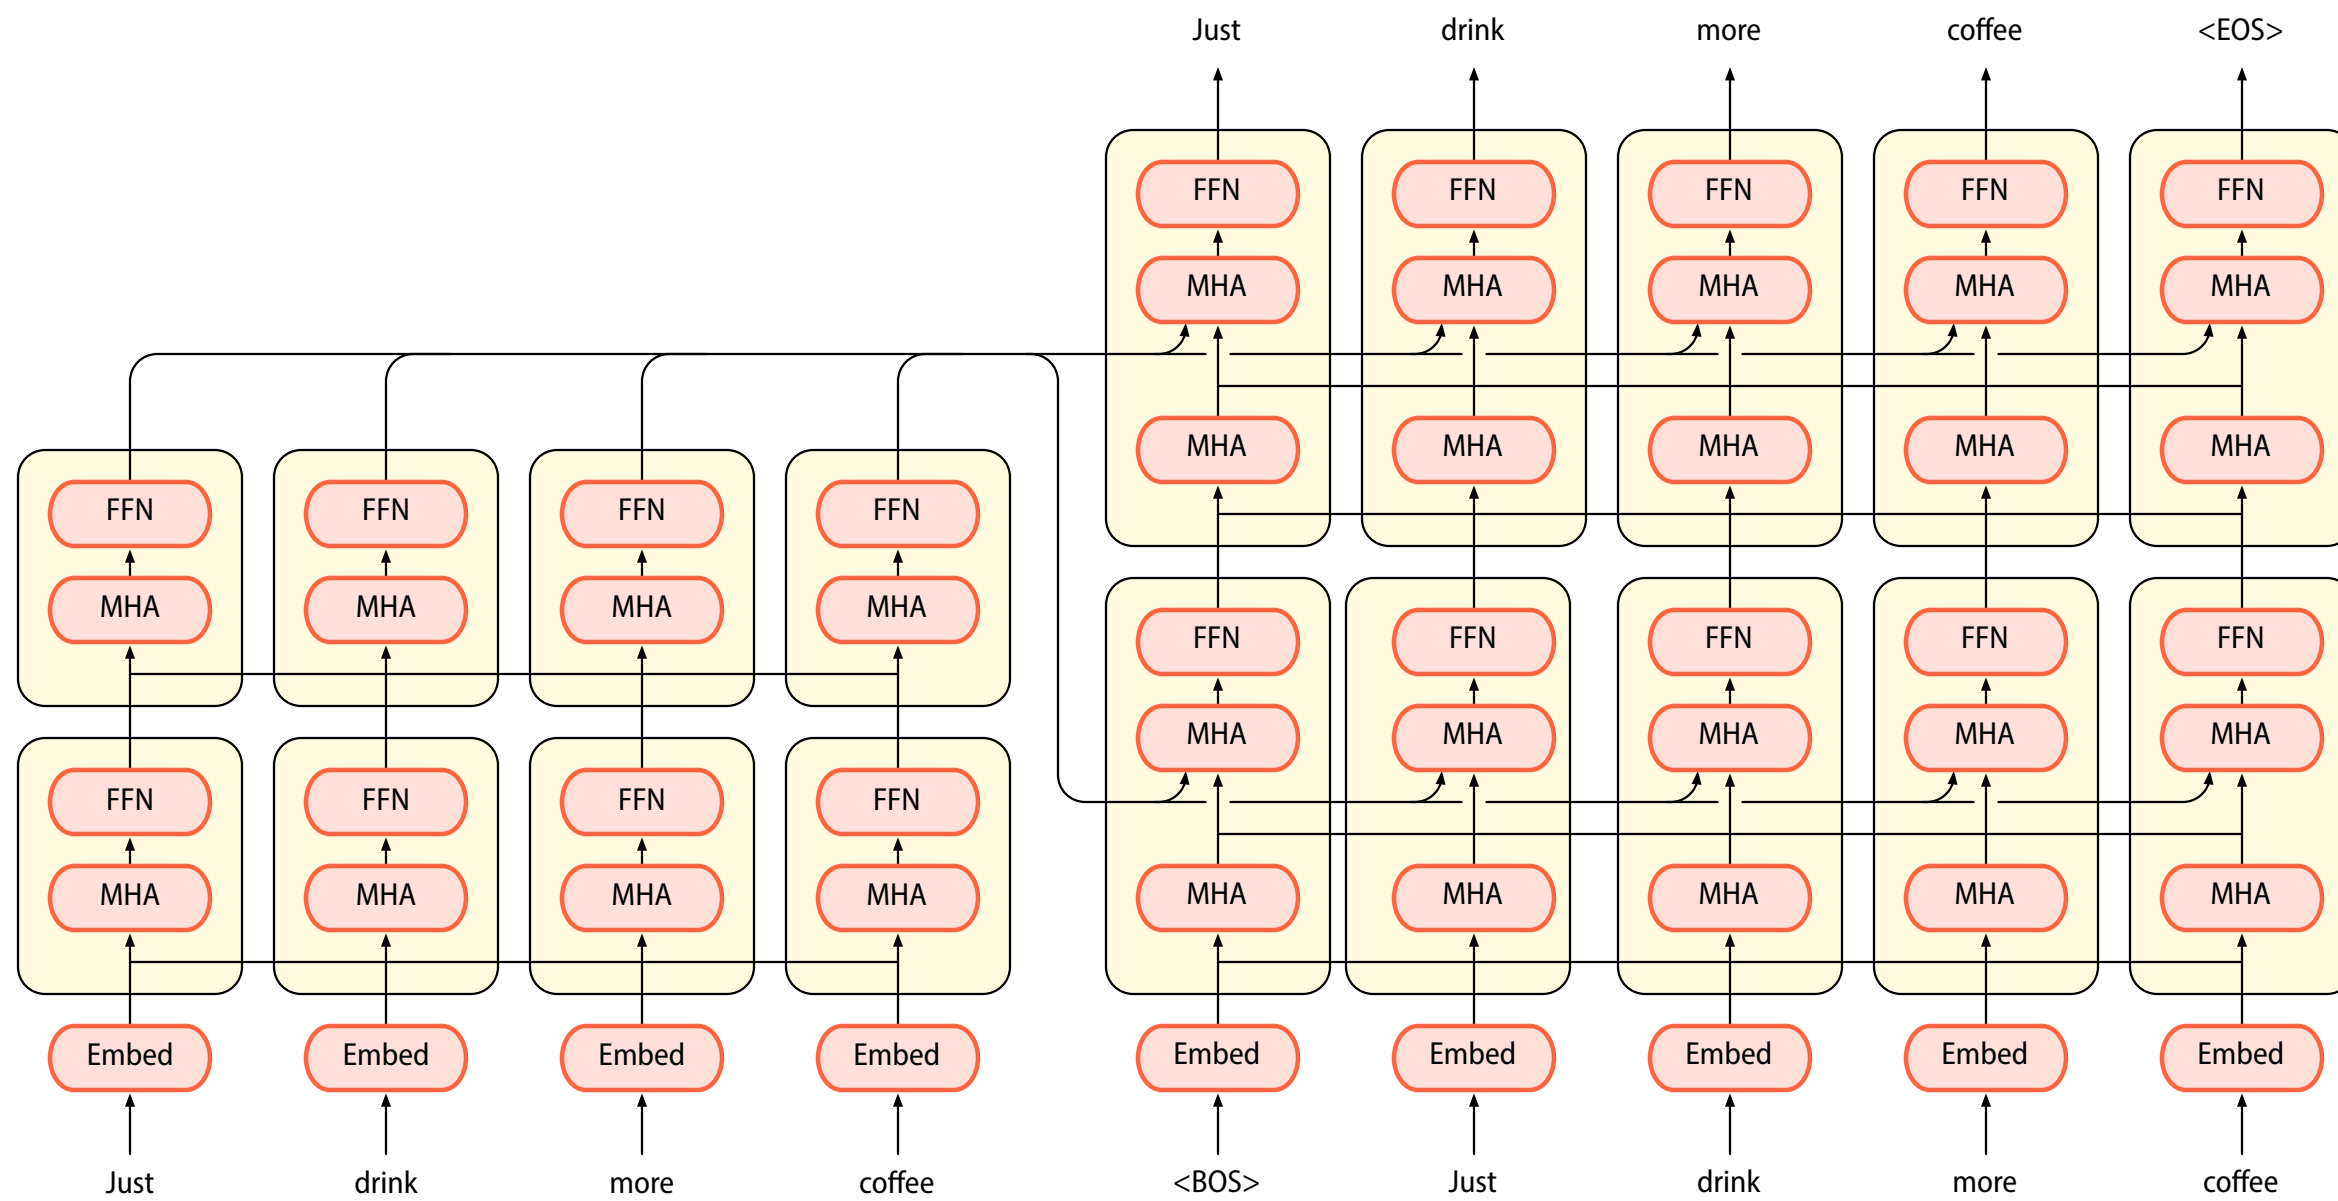 Just drink more coffee <EOS>
FFN FFN FFN FFN FFN
MHA MHA MHA MHA MHA
MHA MHA MHA MHA MHA
FFN FFN FFN FFN
MHA MHA MHA MHA
FFN FFN FFN FFN FFN
MHA MHA MHA MHA MHA
FFN FFN FFN FFN
MHA MHA MHA MHA MHA MHA MHA MHA MHA
Embed Embed Embed Embed Embed Embed Embed Embed Embed
Just drink more coffee <BOS> Just drink more coffee